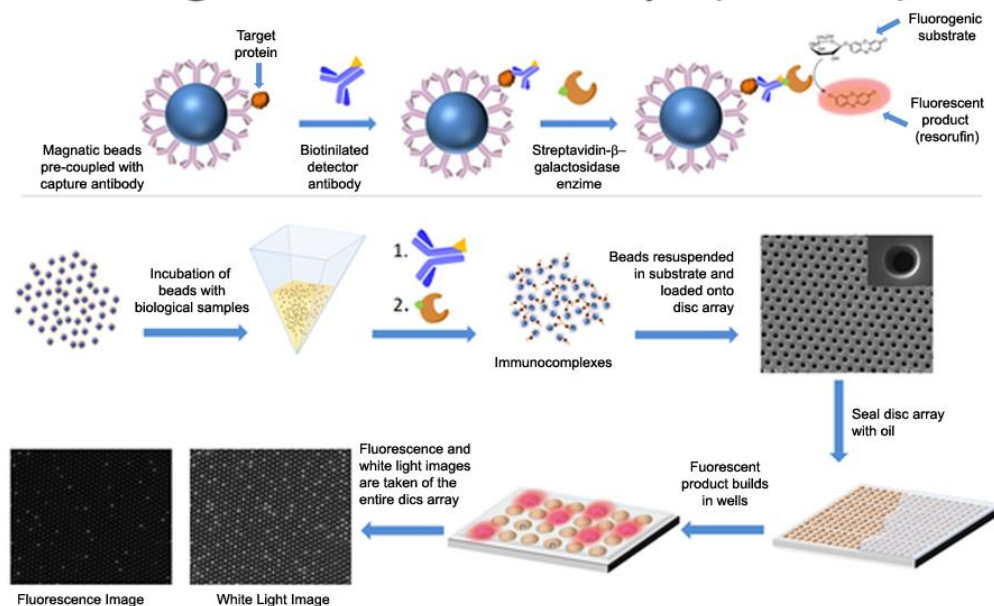 Target
protein
Fluorogenic
substrate
Fluorescent
product
(resorufin)
Magnatic beads
pre-coupled with
capture antibody
Biotinilated
detector
antibody
Streptavidin-β–
galactosidase
enzime
Incubation of
beads with
biological samples
1.
2.
Immunocomplexes
Beads resuspended
in substrate and
loaded onto
disc array
Seal disc array
with oil
Fuorescent
product builds
in wells
Fluorescence and
white light images
are taken of the
entire dics array
Fluorescence Image
White Light Image